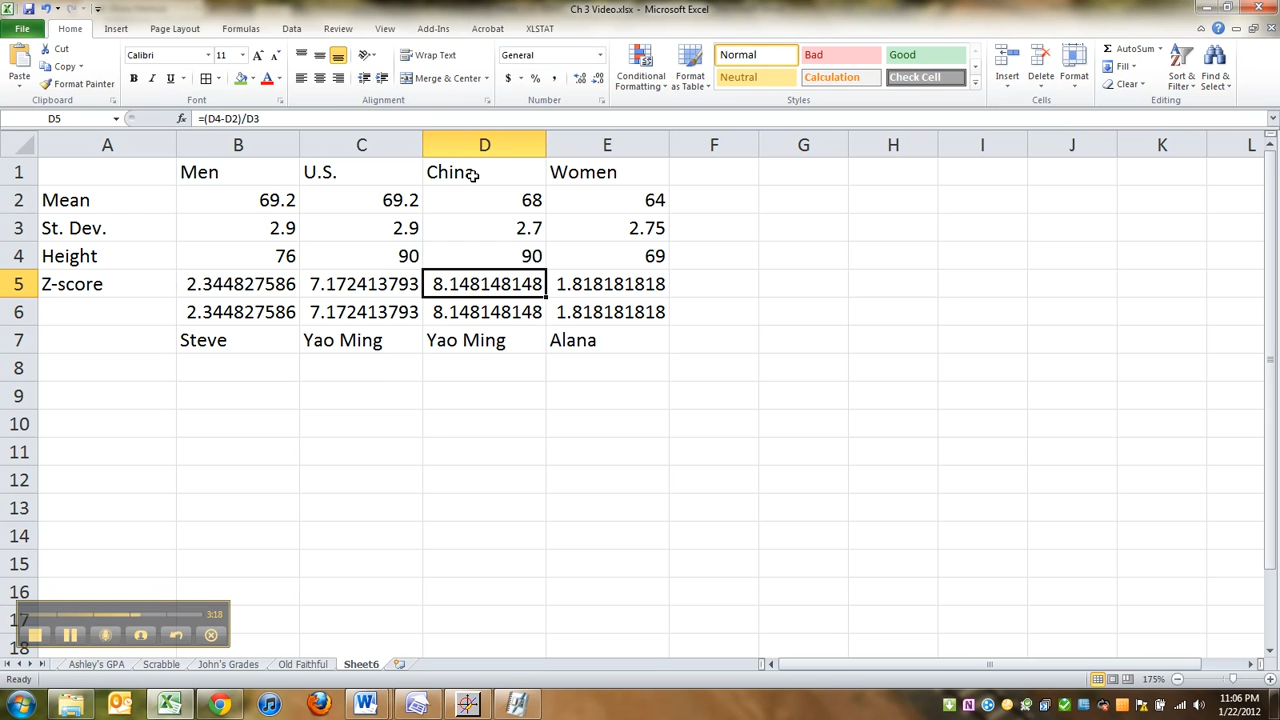 Ch 3 Video.xlsx - Microsoft Excel
File Home Insert Page Layout Formulas Data Review View Add-Ins Acrobat XLSTAT
Cut Calibri 11 Wrap Text General Normal Bad Good AutoSum
Copy Fill
Paste Conditional Format Insert Delete Format Sort & Find &
Format Painter B I U Merge & Center $ % , Formatting as Table Neutral Calculation Check Cell Clear Filter Select
Clipboard Font Alignment Number Styles Cells Editing
D5 fx =(D4-D2)/D3
A B C D E F G H I J K L
1 Men U.S. China Women
2 Mean 69.2 69.2 68 64
3 St. Dev. 2.9 2.9 2.7 2.75
4 Height 76 90 90 69
5 Z-score 2.344827586 7.172413793 8.148148148 1.818181818
6 2.344827586 7.172413793 8.148148148 1.818181818
7 Steve Yao Ming Yao Ming Alana
8
9
10
11
12
13
14
15
16
17 3:18
18
Ashley's GPA Scrabble John's Grades Old Faithful Sheet6
Ready 175%
11:06 PM
1/22/2012